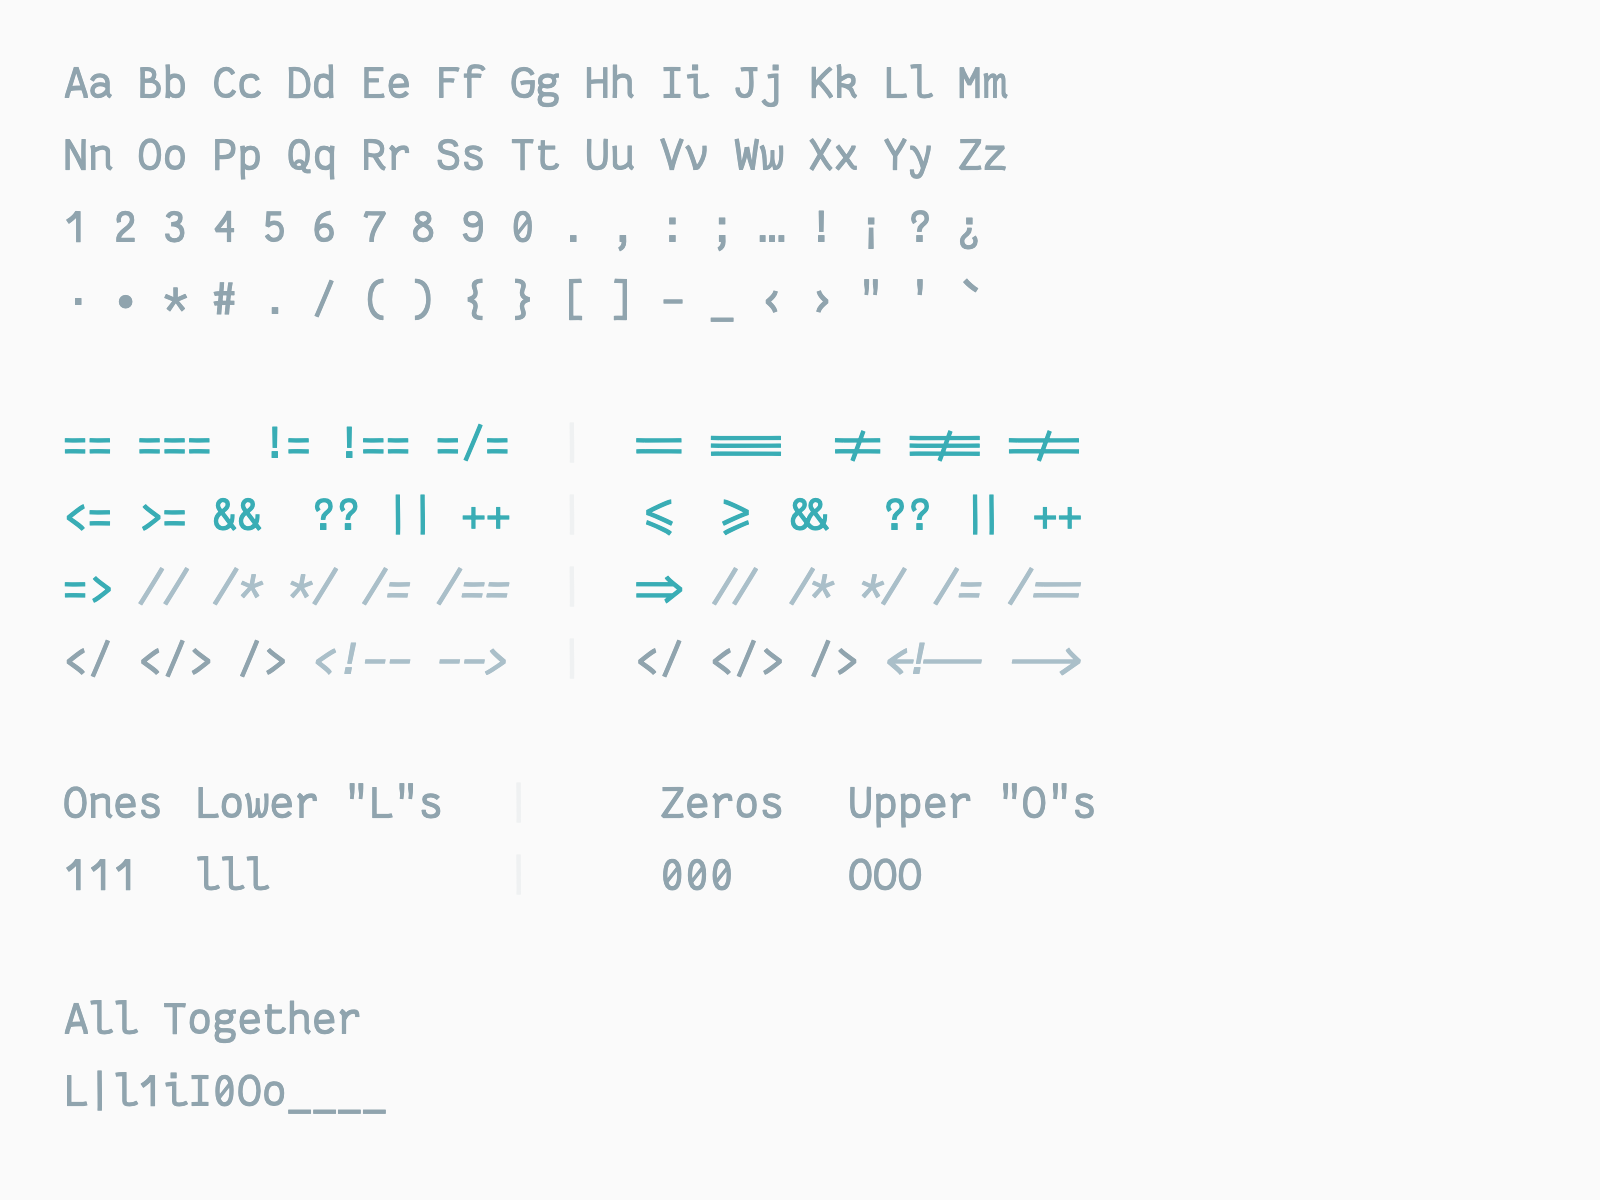 Aa Bb Cc Dd Ee Ff Gg Hh Ii Jj Kk Ll Mm
Nn Oo Pp Qq Rr Ss Tt Uu Vv Ww Xx Yy Zz
1 2 3 4 5 6 7 8 9 0 . , : ; … ! ¡ ? ¿
· • * # . / ( ) { } [ ] – _ ‹ › " ' `
== ===  != !== =/= | == ===  != !== =/=
<= >= &&  ?? || ++ | <= >= &&  ?? || ++
=> // /* */ /= /== | => // /* */ /= /==
</ </> /> <!-- --> | </ </> /> <!-- -->
Ones Lower "L"s | Zeros Upper "O"s
111 lll | 000 OOO
All Together
L|l1iI0Oo____